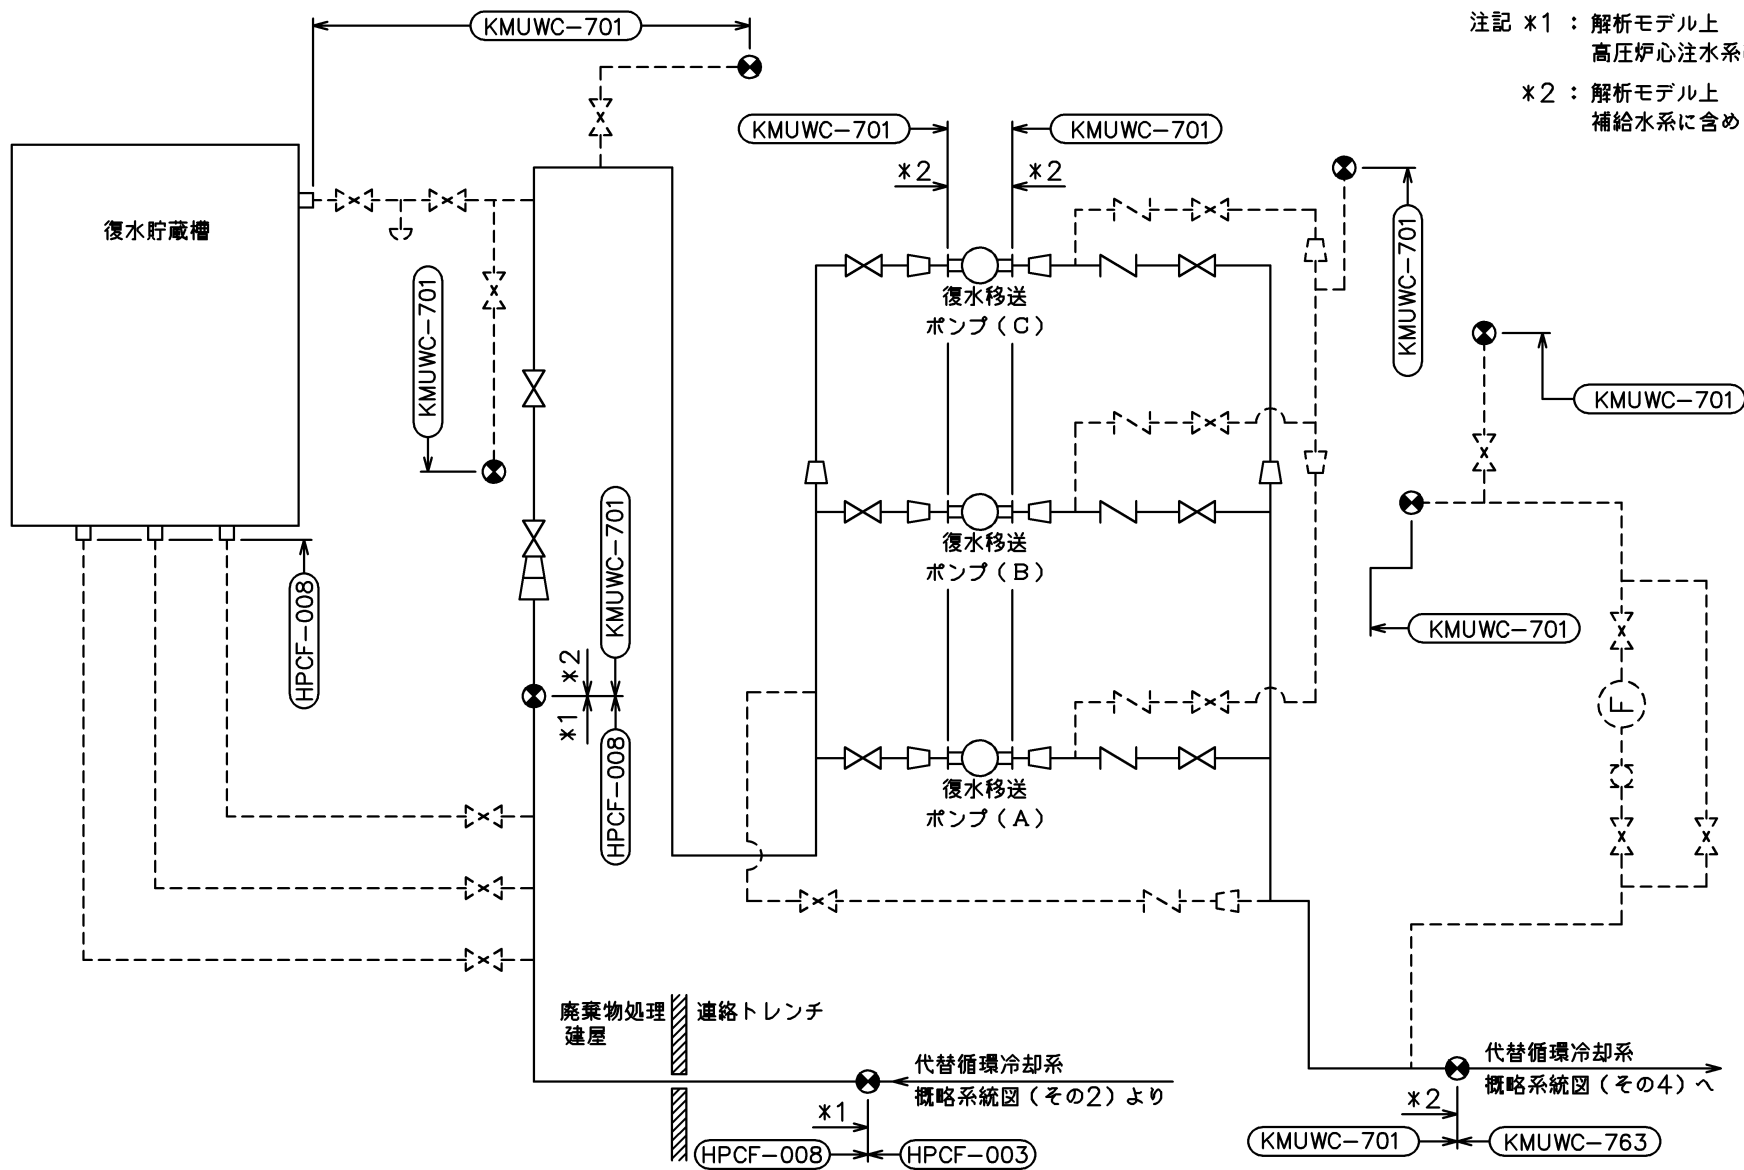 KMUWC-701
注記 *1 : 解析モデル上
高圧炉心注水系
*2 : 解析モデル上
補給水系に含め
KMUWC-701
KMUWC-701
*2
*2
復水貯蔵槽
KMUWC-701
KMUWC-701
復水移送
ポンプ(C)
KMUWC-701
KMUWC-701
復水移送
ポンプ(B)
HPCF-008
KMUWC-701
*2
*1
HPCF-008
KMUWC-701
F
復水移送
ポンプ(A)
廃棄物処理
建屋
連絡トレンチ
代替循環冷却系
概略系統図(その2)より
*1
HPCF-008
HPCF-003
代替循環冷却系
概略系統図(その4)へ
*2
KMUWC-701
KMUWC-763